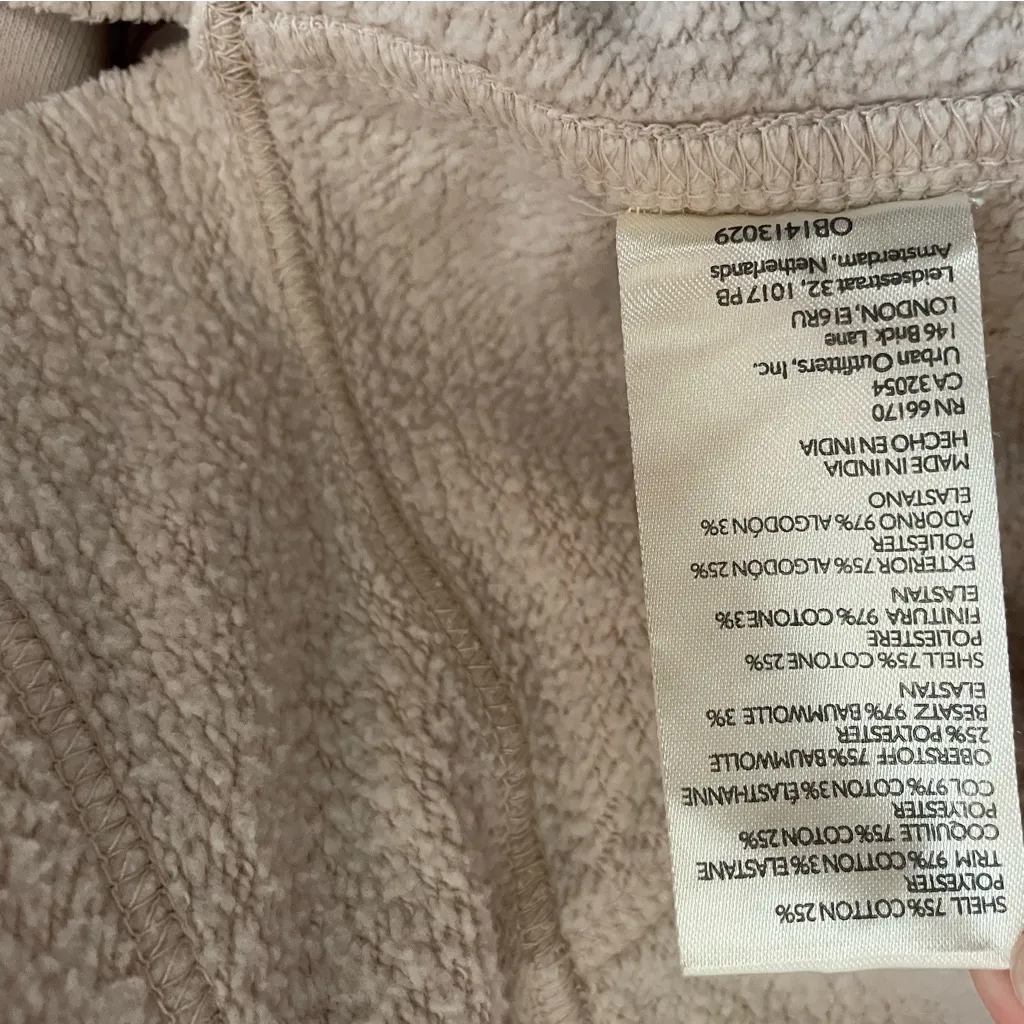 SHELL 75% COTTON 25%
POLYESTER
TRIM 97% COTTON 3% ELASTANE
COQUILLE 75% COTON 25%
POLYESTER
COL 97% COTON 3% ÉLASTHANNE
OBERSTOFF 75% BAUMWOLLE
25% POLYESTER
BESATZ 97% BAUMWOLLE 3%
ELASTAN
SHELL 75% COTONE 25%
POLIESTERE
FINITURA 97% COTONE 3%
ELASTAN
EXTERIOR 75% ALGODÓN 25%
POLIÉSTER
ADORNO 97% ALGODÓN 3%
ELASTANO
MADE IN INDIA
HECHO EN INDIA
RN 66170
CA 32054
Urban Outfitters, Inc.
146 Brick Lane
LONDON, E1 6RU
Leidsestraat 32, 1017 PB
Amsterdam, Netherlands
OB1413029